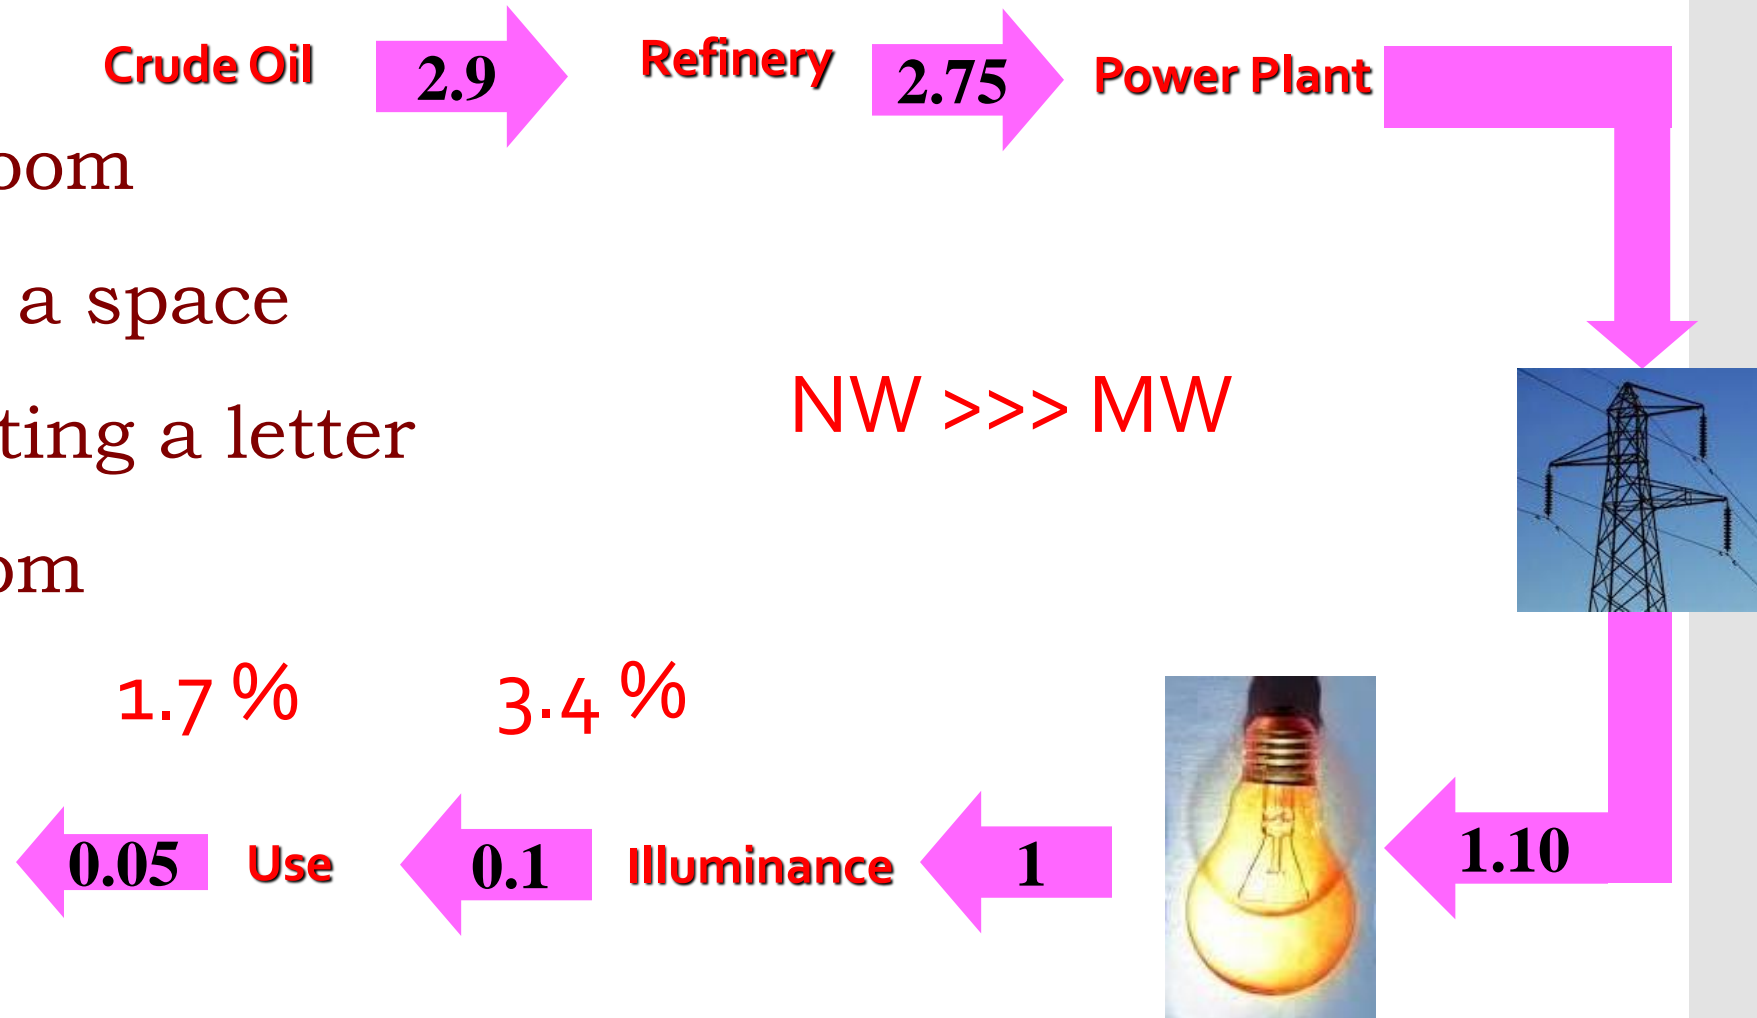 Crude Oil 2.9 Refinery 2.75 Power Plant
oom
a space
ting a letter
NW >>> MW
om
1.7 % 3.4 %
0.05 Use 0.1 Illuminance 1 1.10